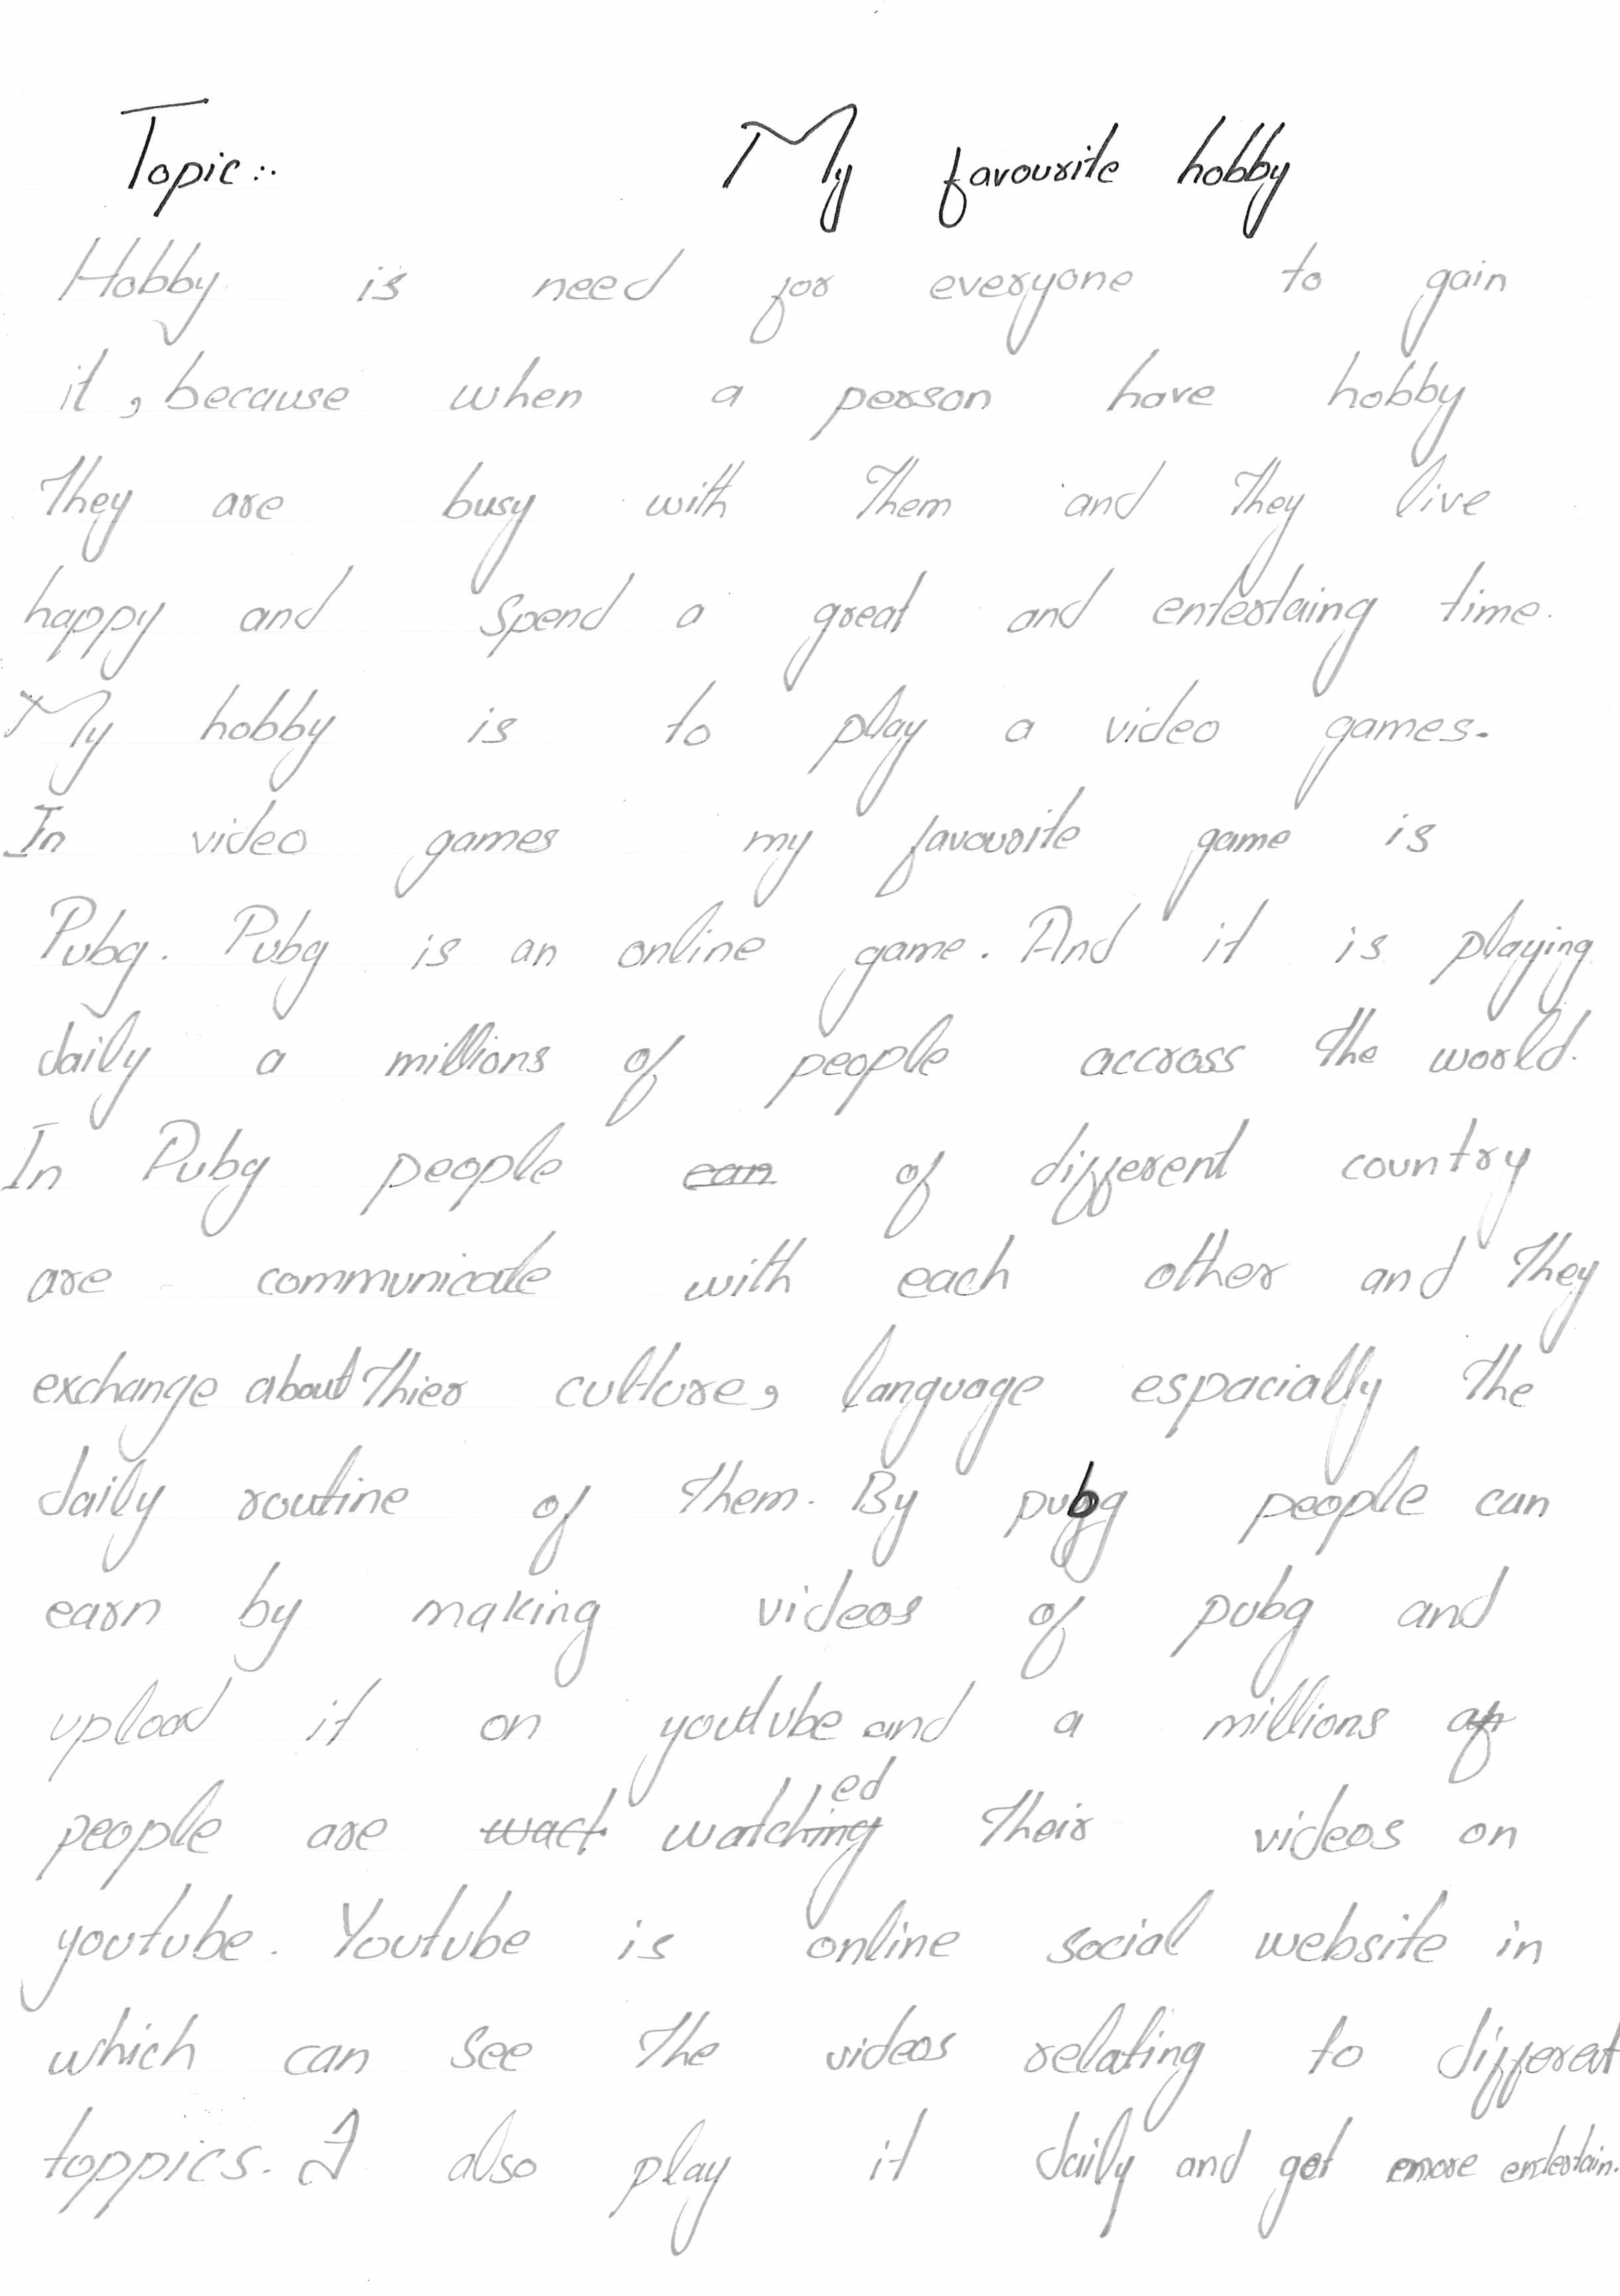 Topic:: My favourite hobby
Hobby is need for everyone to gain
it, because when a person have hobby
They are busy with Them and They live
happy and spend a great and entertaing time.
My hobby is to play a video games.
In video games my favourite game is
Pubg. Pubg is an online game. And it is playing
daily a millions of people accross the world.
In Pubg people can of different country
are communicate with each other and They
exchange about Thier culture, language espacially The
daily routine of Them. By pubg people can
earn by making videos of pubg and
upload it on youtube and a millions of
people are wact watching ed Their videos on
youtube. Youtube is online social website in
which can see The videos relating to differet
toppics. I also play it daily and get more entertain.